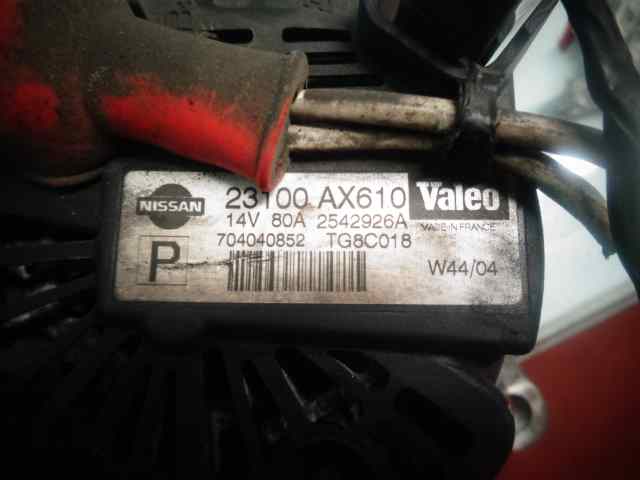 NISSAN 23100 AX610 Valeo
14V 80A 2542926A MADE IN FRANCE
P 704040852 TG8C018
W44/04